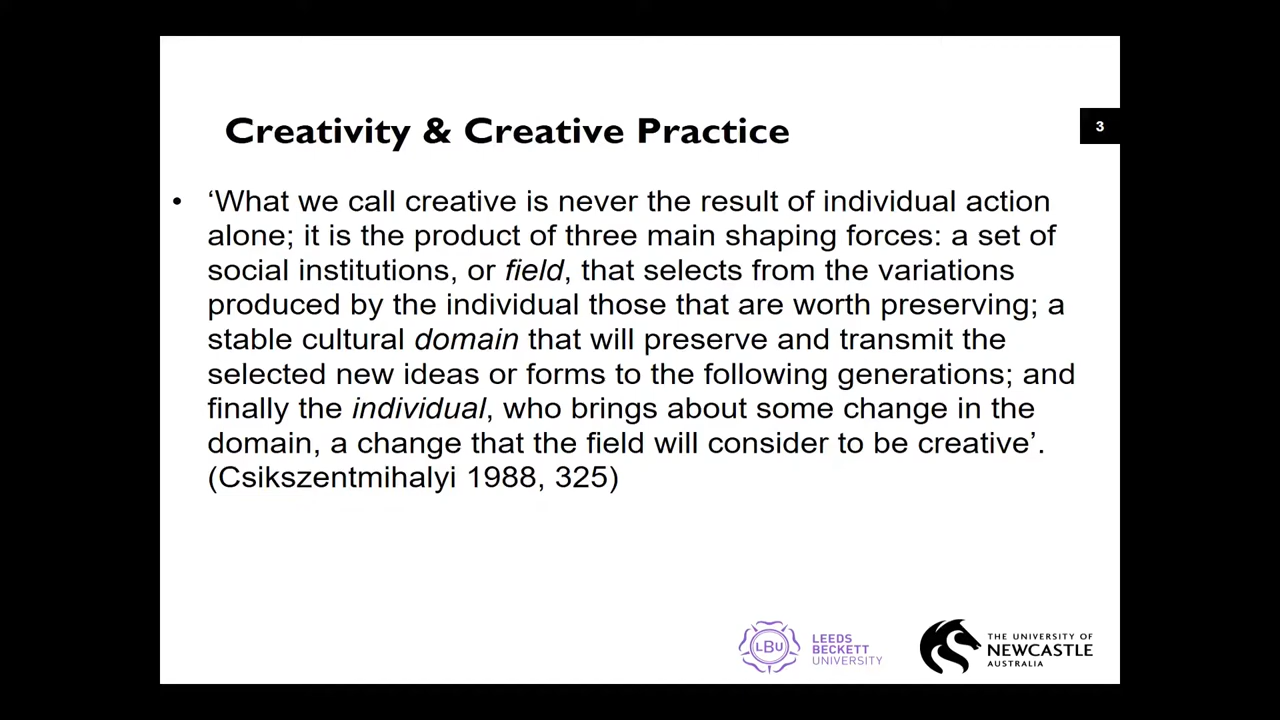 Creativity & Creative Practice
3
• ‘What we call creative is never the result of individual action
alone; it is the product of three main shaping forces: a set of
social institutions, or field, that selects from the variations
produced by the individual those that are worth preserving; a
stable cultural domain that will preserve and transmit the
selected new ideas or forms to the following generations; and
finally the individual, who brings about some change in the
domain, a change that the field will consider to be creative’.
(Csikszentmihalyi 1988, 325)
LBU
LEEDS
BECKETT
UNIVERSITY
THE UNIVERSITY OF
NEWCASTLE
AUSTRALIA